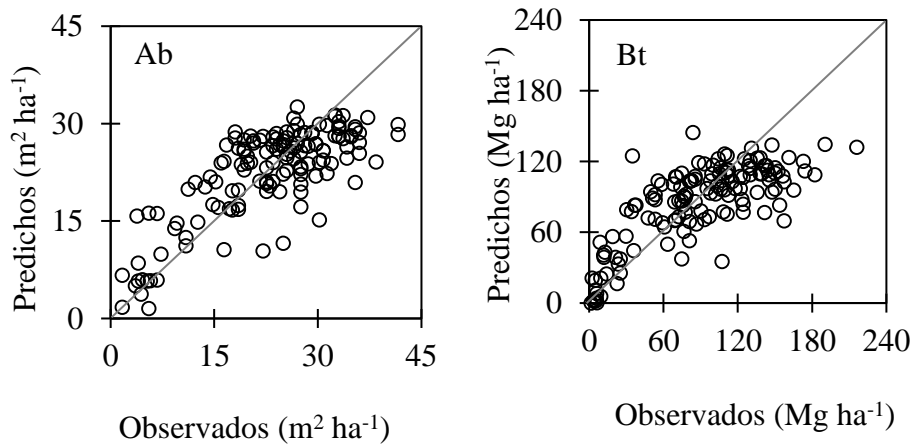 Ab
Predichos (m² ha⁻¹)
45
30
15
0
0 15 30 45
Observados (m² ha⁻¹)
Bt
Predichos (Mg ha⁻¹)
240
180
120
60
0
0 60 120 180 240
Observados (Mg ha⁻¹)